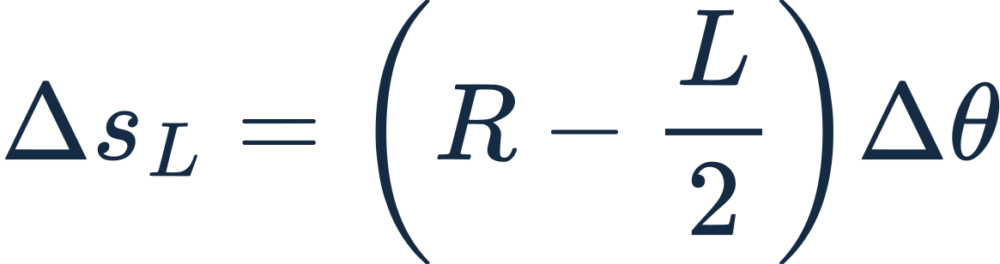 Δs_L = (R − L/2) Δθ